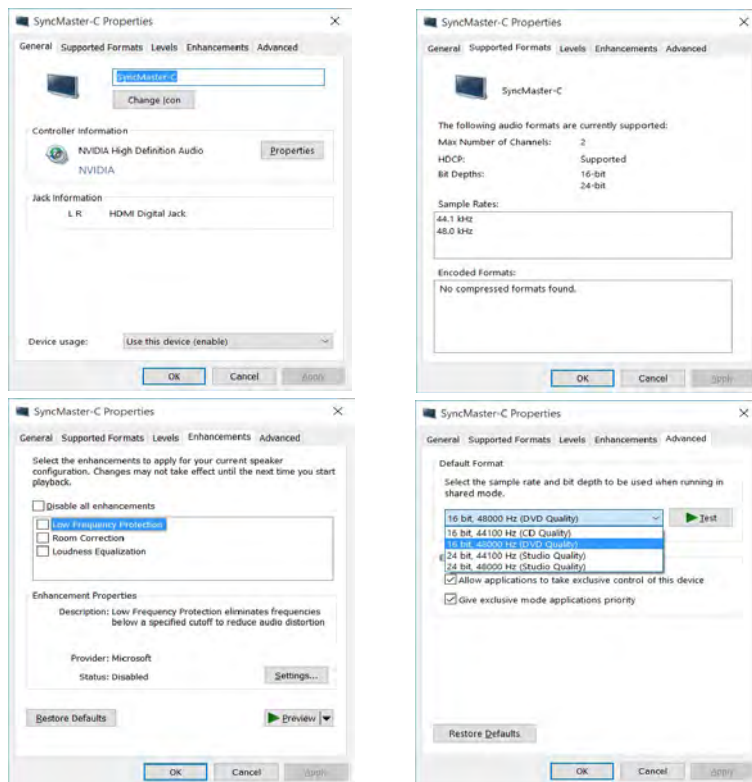 SyncMaster-C Properties
General Supported Formats Levels Enhancements Advanced
SyncMaster-C
Change Icon
Controller Information
NVIDIA High Definition Audio Properties
NVIDIA
Jack Information
L R HDMI Digital Jack
Device usage: Use this device (enable)
OK Cancel Apply
SyncMaster-C Properties
General Supported Formats Levels Enhancements Advanced
SyncMaster-C
The following audio formats are currently supported:
Max Number of Channels: 2
HDCP: Supported
Bit Depths: 16-bit
24-bit
Sample Rates:
44.1 kHz
48.0 kHz
Encoded Formats:
No compressed formats found.
OK Cancel Apply
SyncMaster-C Properties
General Supported Formats Levels Enhancements Advanced
Select the enhancements to apply for your current speaker
configuration. Changes may not take effect until the next time you start
playback.
Disable all enhancements
Low Frequency Protection
Room Correction
Loudness Equalization
Enhancement Properties
Description: Low Frequency Protection eliminates frequencies
below a specified cutoff to reduce audio distortion
Provider: Microsoft
Status: Disabled Settings...
Restore Defaults Preview
OK Cancel Apply
SyncMaster-C Properties
General Supported Formats Levels Enhancements Advanced
Default Format
Select the sample rate and bit depth to be used when running in
shared mode.
16 bit, 48000 Hz (DVD Quality) Test
16 bit, 44100 Hz (CD Quality)
16 bit, 48000 Hz (DVD Quality)
24 bit, 44100 Hz (Studio Quality)
24 bit, 48000 Hz (Studio Quality)
Allow applications to take exclusive control of this device
Give exclusive mode applications priority
Restore Defaults
OK Cancel Apply